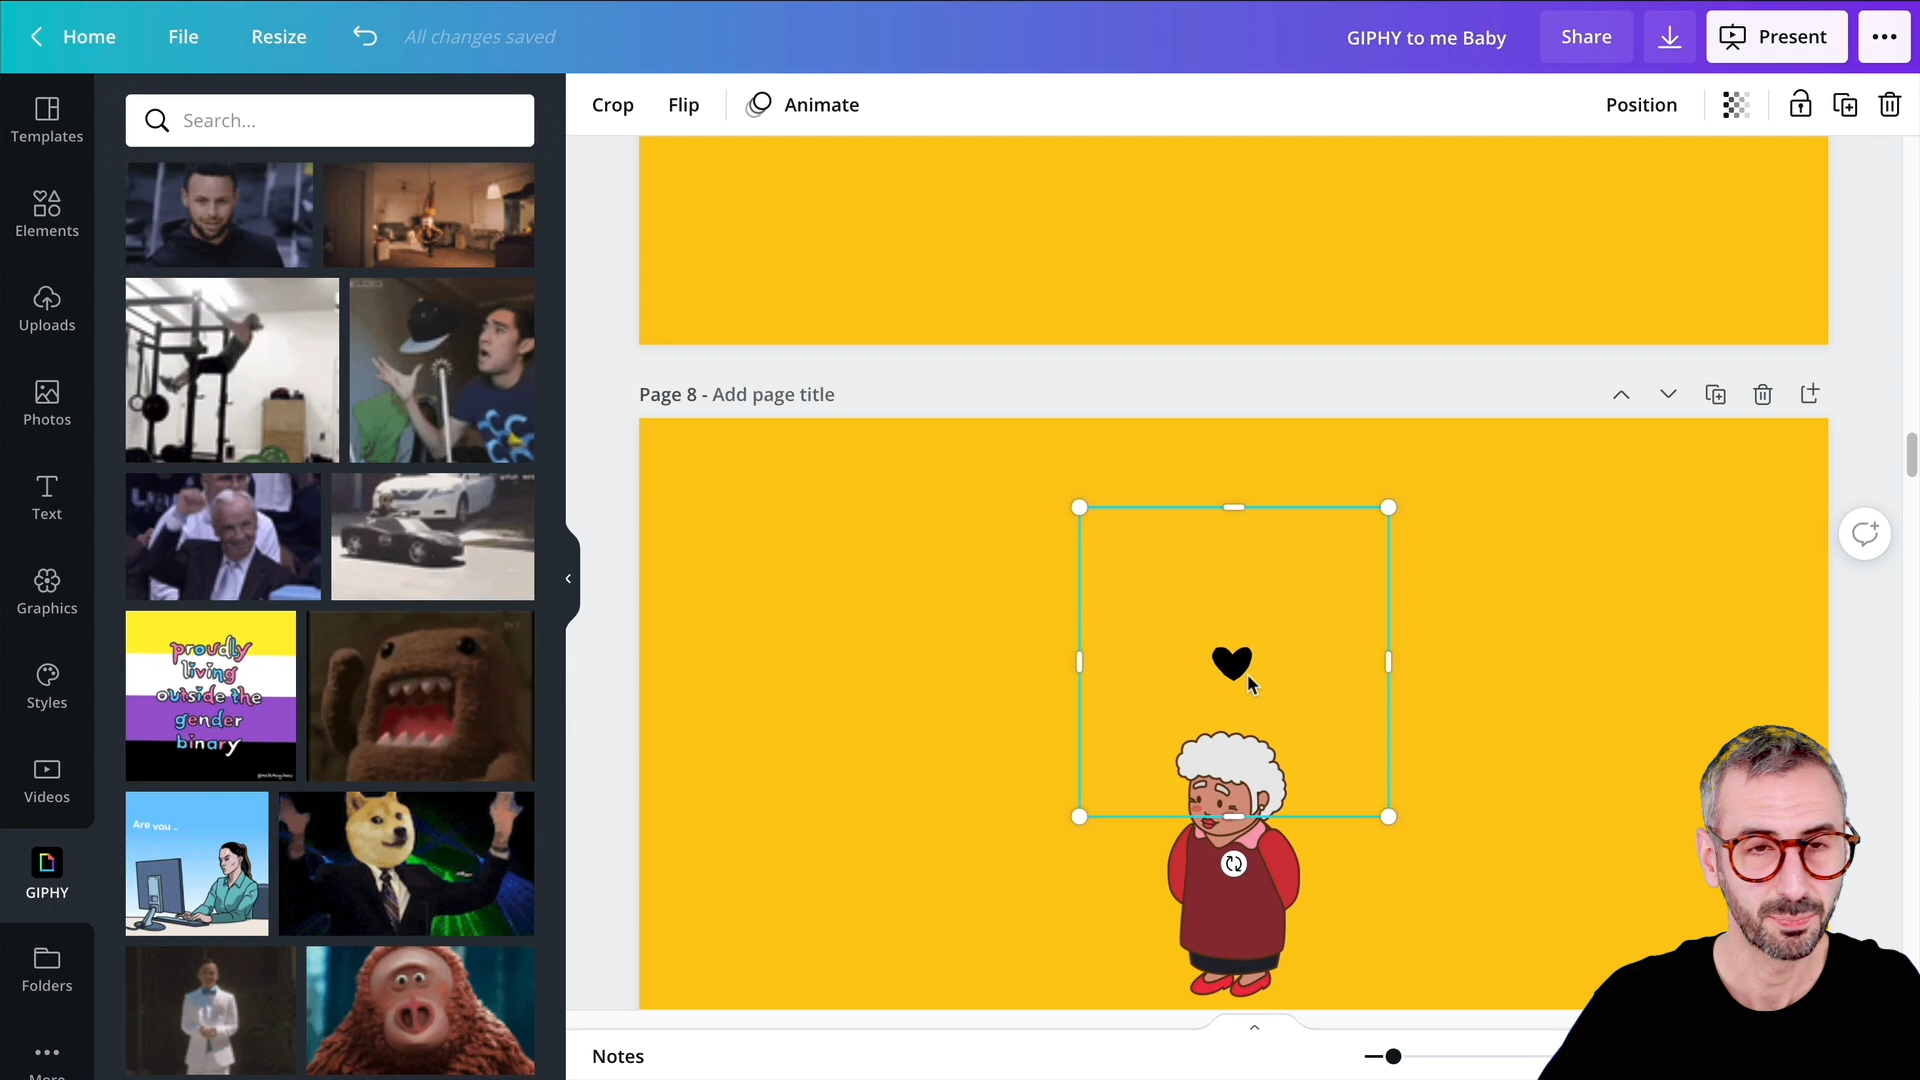 Home
File
Resize
All changes saved
GIPHY to me Baby
Share
Present
Templates
Elements
Uploads
Photos
Text
Graphics
Styles
Videos
GIPHY
Folders
More
Search...
proudly
living
outside the
gender
binary
Are you ..
Crop
Flip
Animate
Position
Page 8 - Add page title
Notes